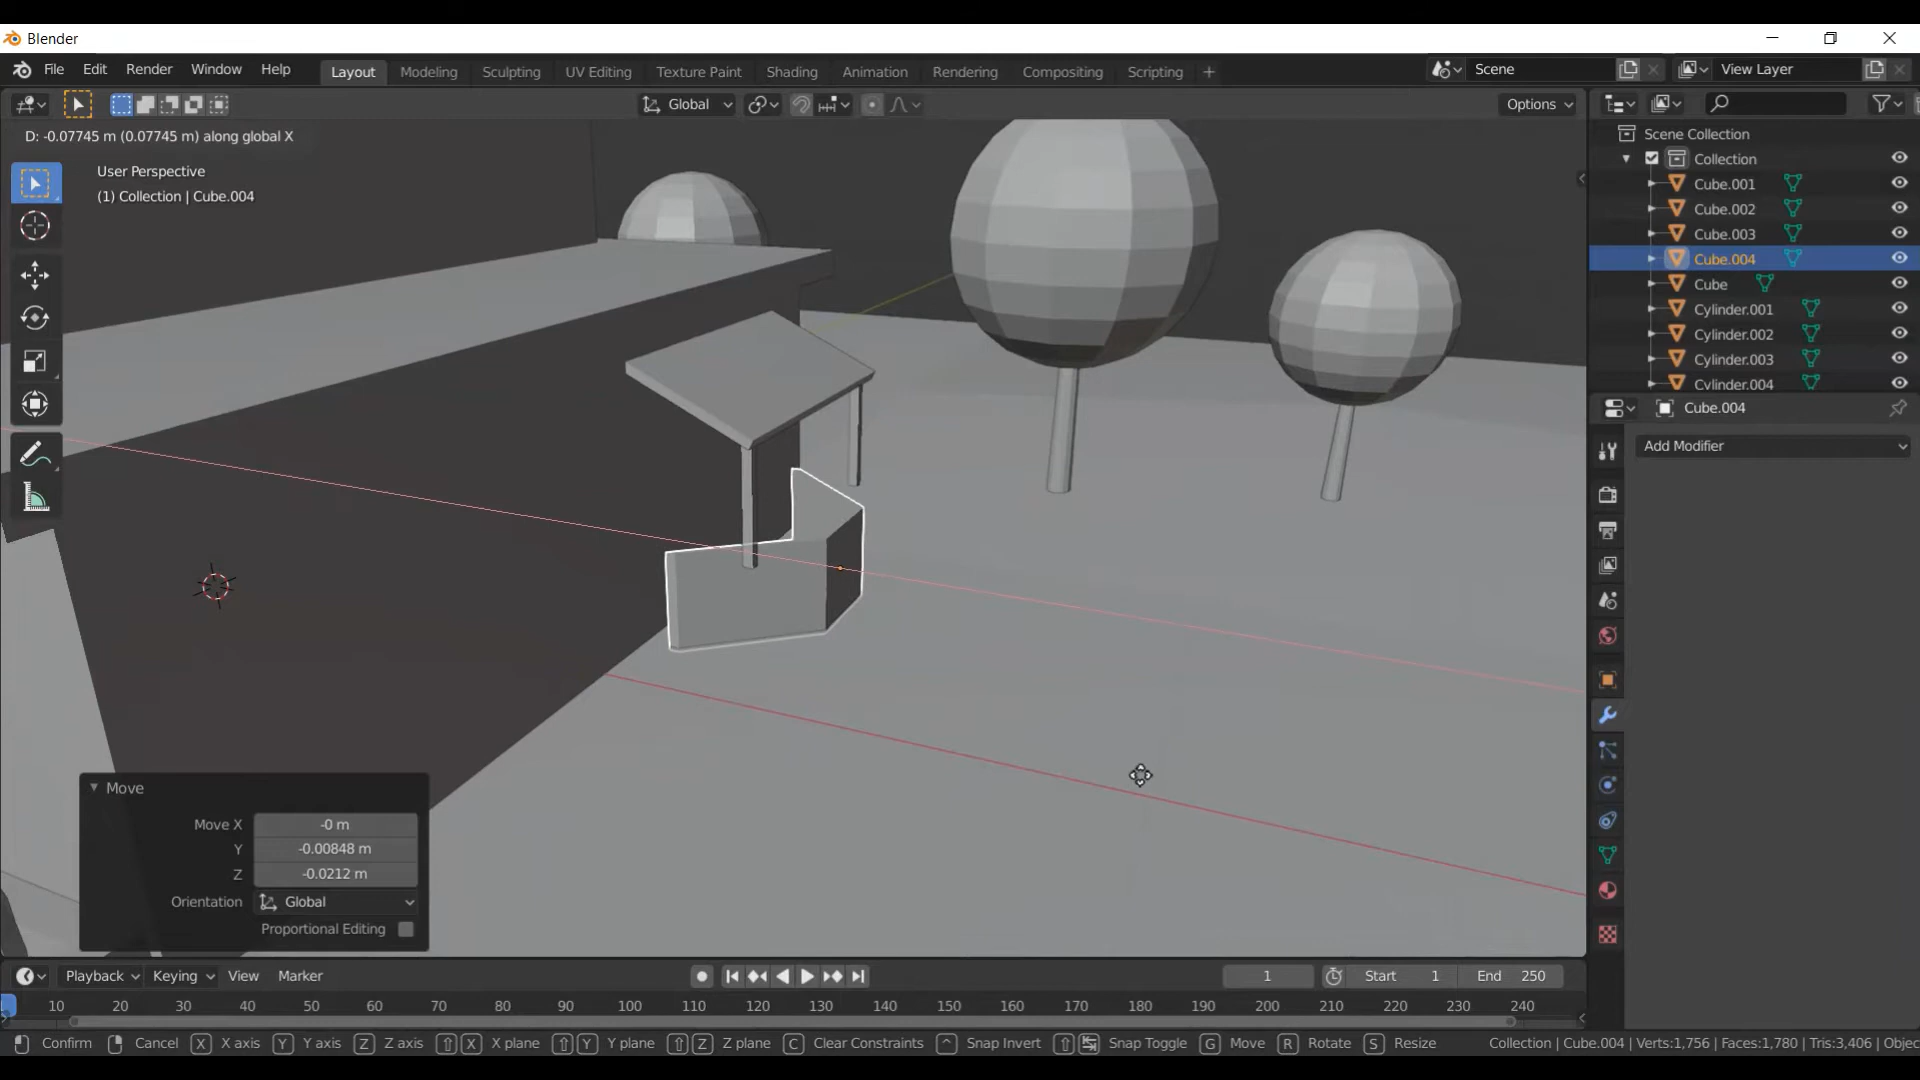 Blender
File Edit Render Window Help Layout Modeling Sculpting UV Editing Texture Paint Shading Animation Rendering Compositing Scripting + Scene View Layer
Global Options
D: -0.07745 m (0.07745 m) along global X
User Perspective
(1) Collection | Cube.004
Scene Collection
Collection
Cube.001
Cube.002
Cube.003
Cube.004
Cube
Cylinder.001
Cylinder.002
Cylinder.003
Cylinder.004
Cube.004
Add Modifier
Move
Move X -0 m
Y -0.00848 m
Z -0.0212 m
Orientation Global
Proportional Editing
Playback Keying View Marker 1 Start 1 End 250
10 20 30 40 50 60 70 80 90 100 110 120 130 140 150 160 170 180 190 200 210 220 230 240
Confirm Cancel X X axis Y Y axis Z Z axis X X plane Y Y plane Z Z plane C Clear Constraints ^ Snap Invert Snap Toggle G Move R Rotate S Resize Collection | Cube.004 | Verts:1,756 | Faces:1,780 | Tris:3,406 | Objec